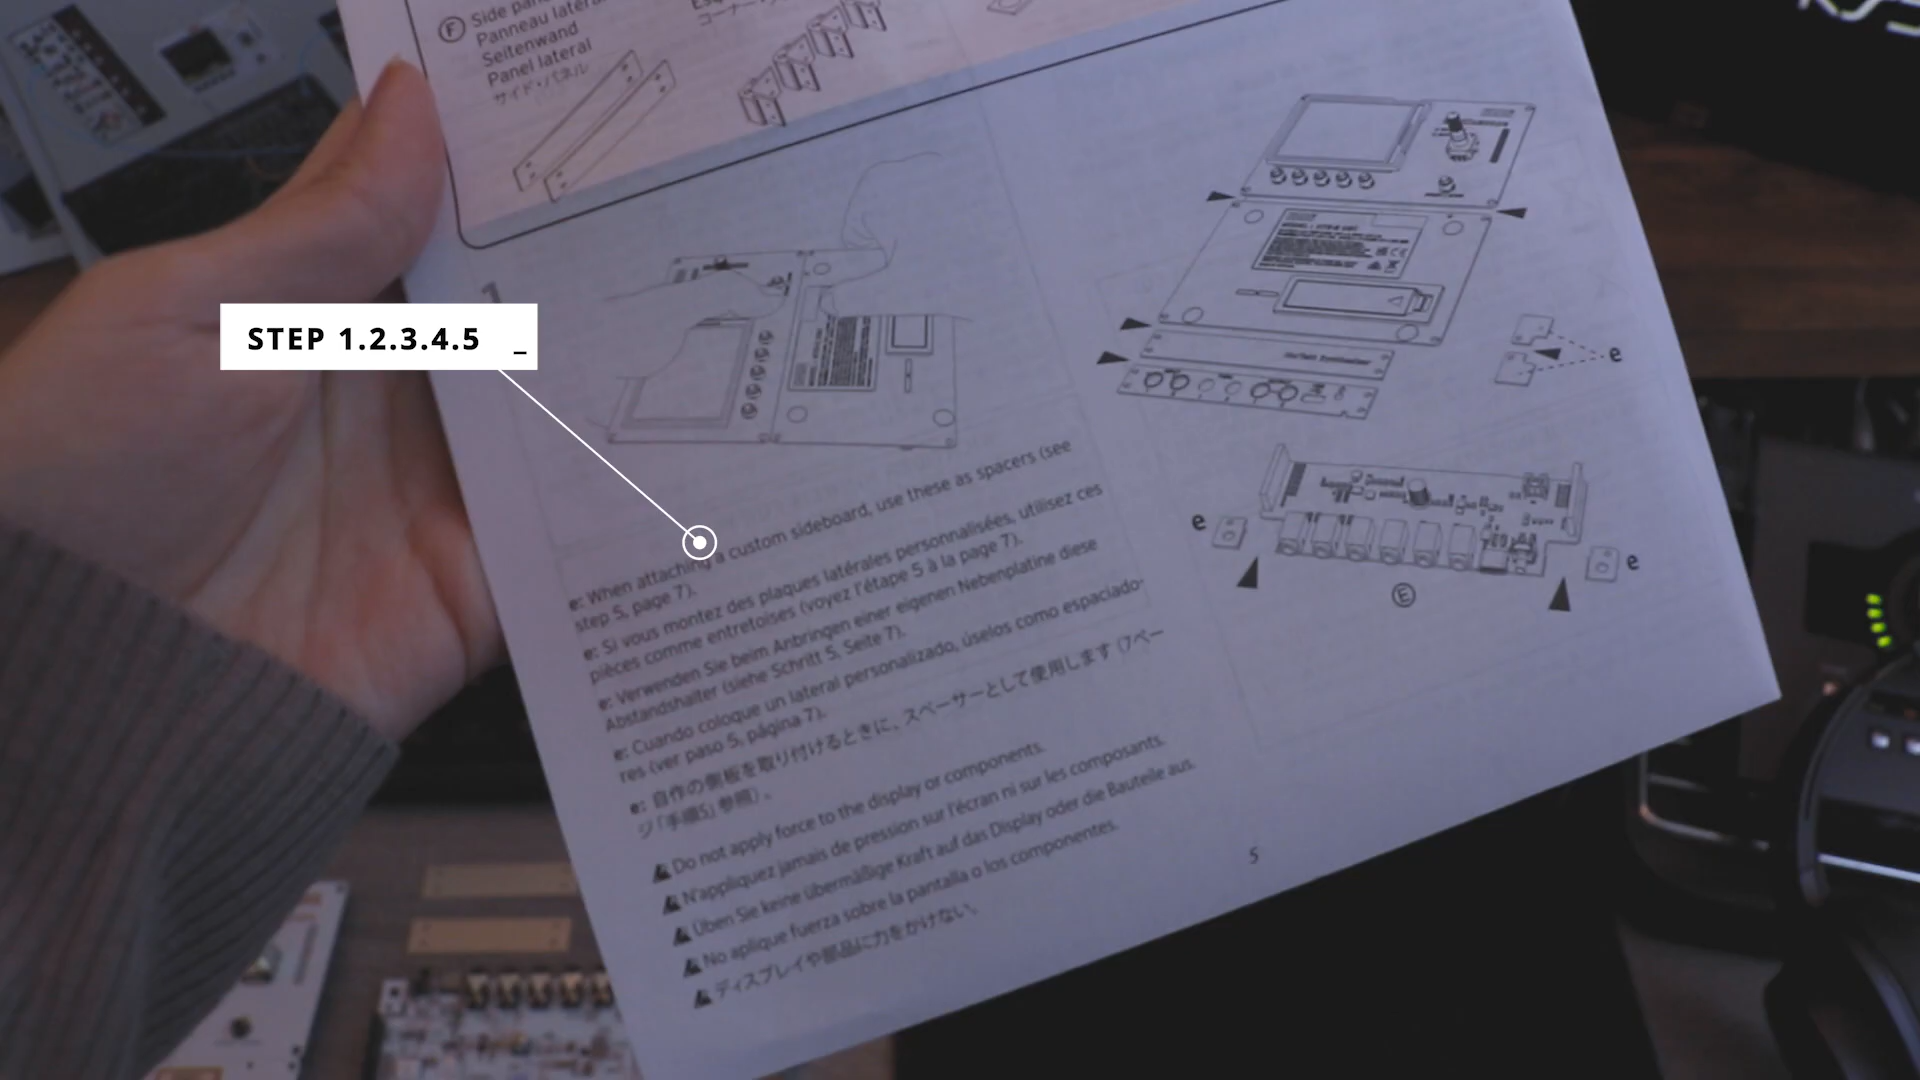 Ⓕ Side
Panneau
Seitenwand
Panel lateral
サイド・パネル
1
STEP 1.2.3.4.5 _
e: When attaching a custom sideboard, use these as spacers (see
step 5, page 7).
e: Si vous montez des plaques latérales personnalisées, utilisez ces
pièces comme entretoises (voyez l'étape 5 à la page 7).
e: Verwenden Sie beim Anbringen einer eigenen Nebenplatine diese
Abstandshalter (siehe Schritt 5, Seite 7).
e: Cuando coloque un lateral personalizado, úselos como espaciado-
res (ver paso 5, página 7).
e: 自作の側板を取り付けるときに、スペーサーとして使用します（7ペー
ジ「手順5」参照）。
Do not apply force to the display or components.
N'appliquez jamais de pression sur l'écran ni sur les composants.
Üben Sie keine übermäßige Kraft auf das Display oder die Bauteile aus.
No aplique fuerza sobre la pantalla o los componentes.
ディスプレイや部品に力をかけない。
e
e
e
Ⓔ
5